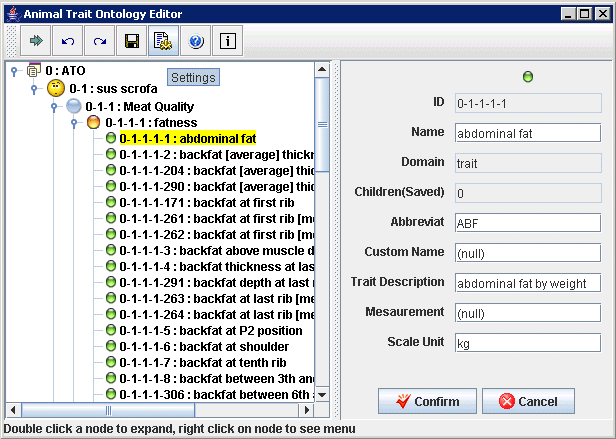 Animal Trait Ontology Editor
0 : ATO
Settings
0-1 : sus scrofa
0-1-1 : Meat Quality
0-1-1-1 : fatness
0-1-1-1-1 : abdominal fat
0-1-1-1-2 : backfat [average] thickn
0-1-1-1-204 : backfat [average] thic
0-1-1-1-290 : backfat [average] thic
0-1-1-1-171 : backfat at first rib
0-1-1-1-261 : backfat at first rib [me
0-1-1-1-262 : backfat at first rib [me
0-1-1-1-3 : backfat above muscle d
0-1-1-1-4 : backfat thickness at las
0-1-1-1-291 : backfat depth at last r
0-1-1-1-263 : backfat at last rib [me
0-1-1-1-264 : backfat at last rib [me
0-1-1-1-5 : backfat at P2 position
0-1-1-1-6 : backfat at shoulder
0-1-1-1-7 : backfat at tenth rib
0-1-1-1-8 : backfat between 3th an
0-1-1-1-306 : backfat between 6th a
ID 0-1-1-1-1
Name abdominal fat
Domain trait
Children(Saved) 0
Abbreviat ABF
Custom Name (null)
Trait Description abdominal fat by weight
Mesaurement (null)
Scale Unit kg
Confirm Cancel
Double click a node to expand, right click on node to see menu